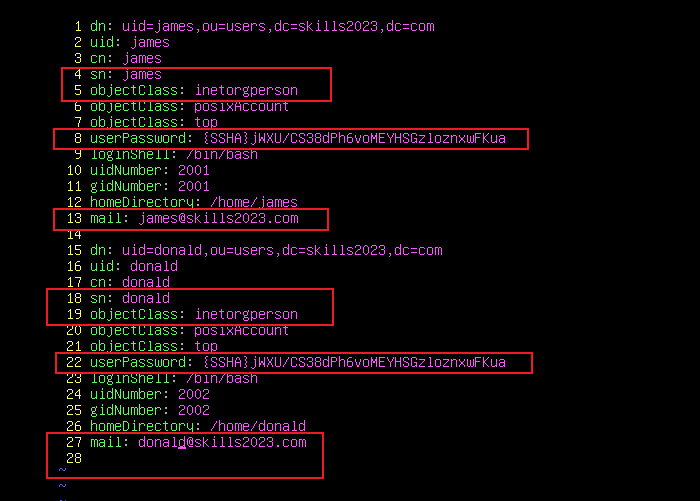 1 dn: uid=james,ou=users,dc=skills2023,dc=com
2 uid: james
3 cn: james
4 sn: james
5 objectClass: inetorgperson
6 objectClass: posixAccount
7 objectClass: top
8 userPassword: {SSHA}jWXU/CS38dPh6voMEYHSGzloznxwFKua
9 loginShell: /bin/bash
10 uidNumber: 2001
11 gidNumber: 2001
12 homeDirectory: /home/james
13 mail: james@skills2023.com
14
15 dn: uid=donald,ou=users,dc=skills2023,dc=com
16 uid: donald
17 cn: donald
18 sn: donald
19 objectClass: inetorgperson
20 objectClass: posixAccount
21 objectClass: top
22 userPassword: {SSHA}jWXU/CS38dPh6voMEYHSGzloznxwFKua
23 loginShell: /bin/bash
24 uidNumber: 2002
25 gidNumber: 2002
26 homeDirectory: /home/donald
27 mail: donald@skills2023.com
28
~
~
~